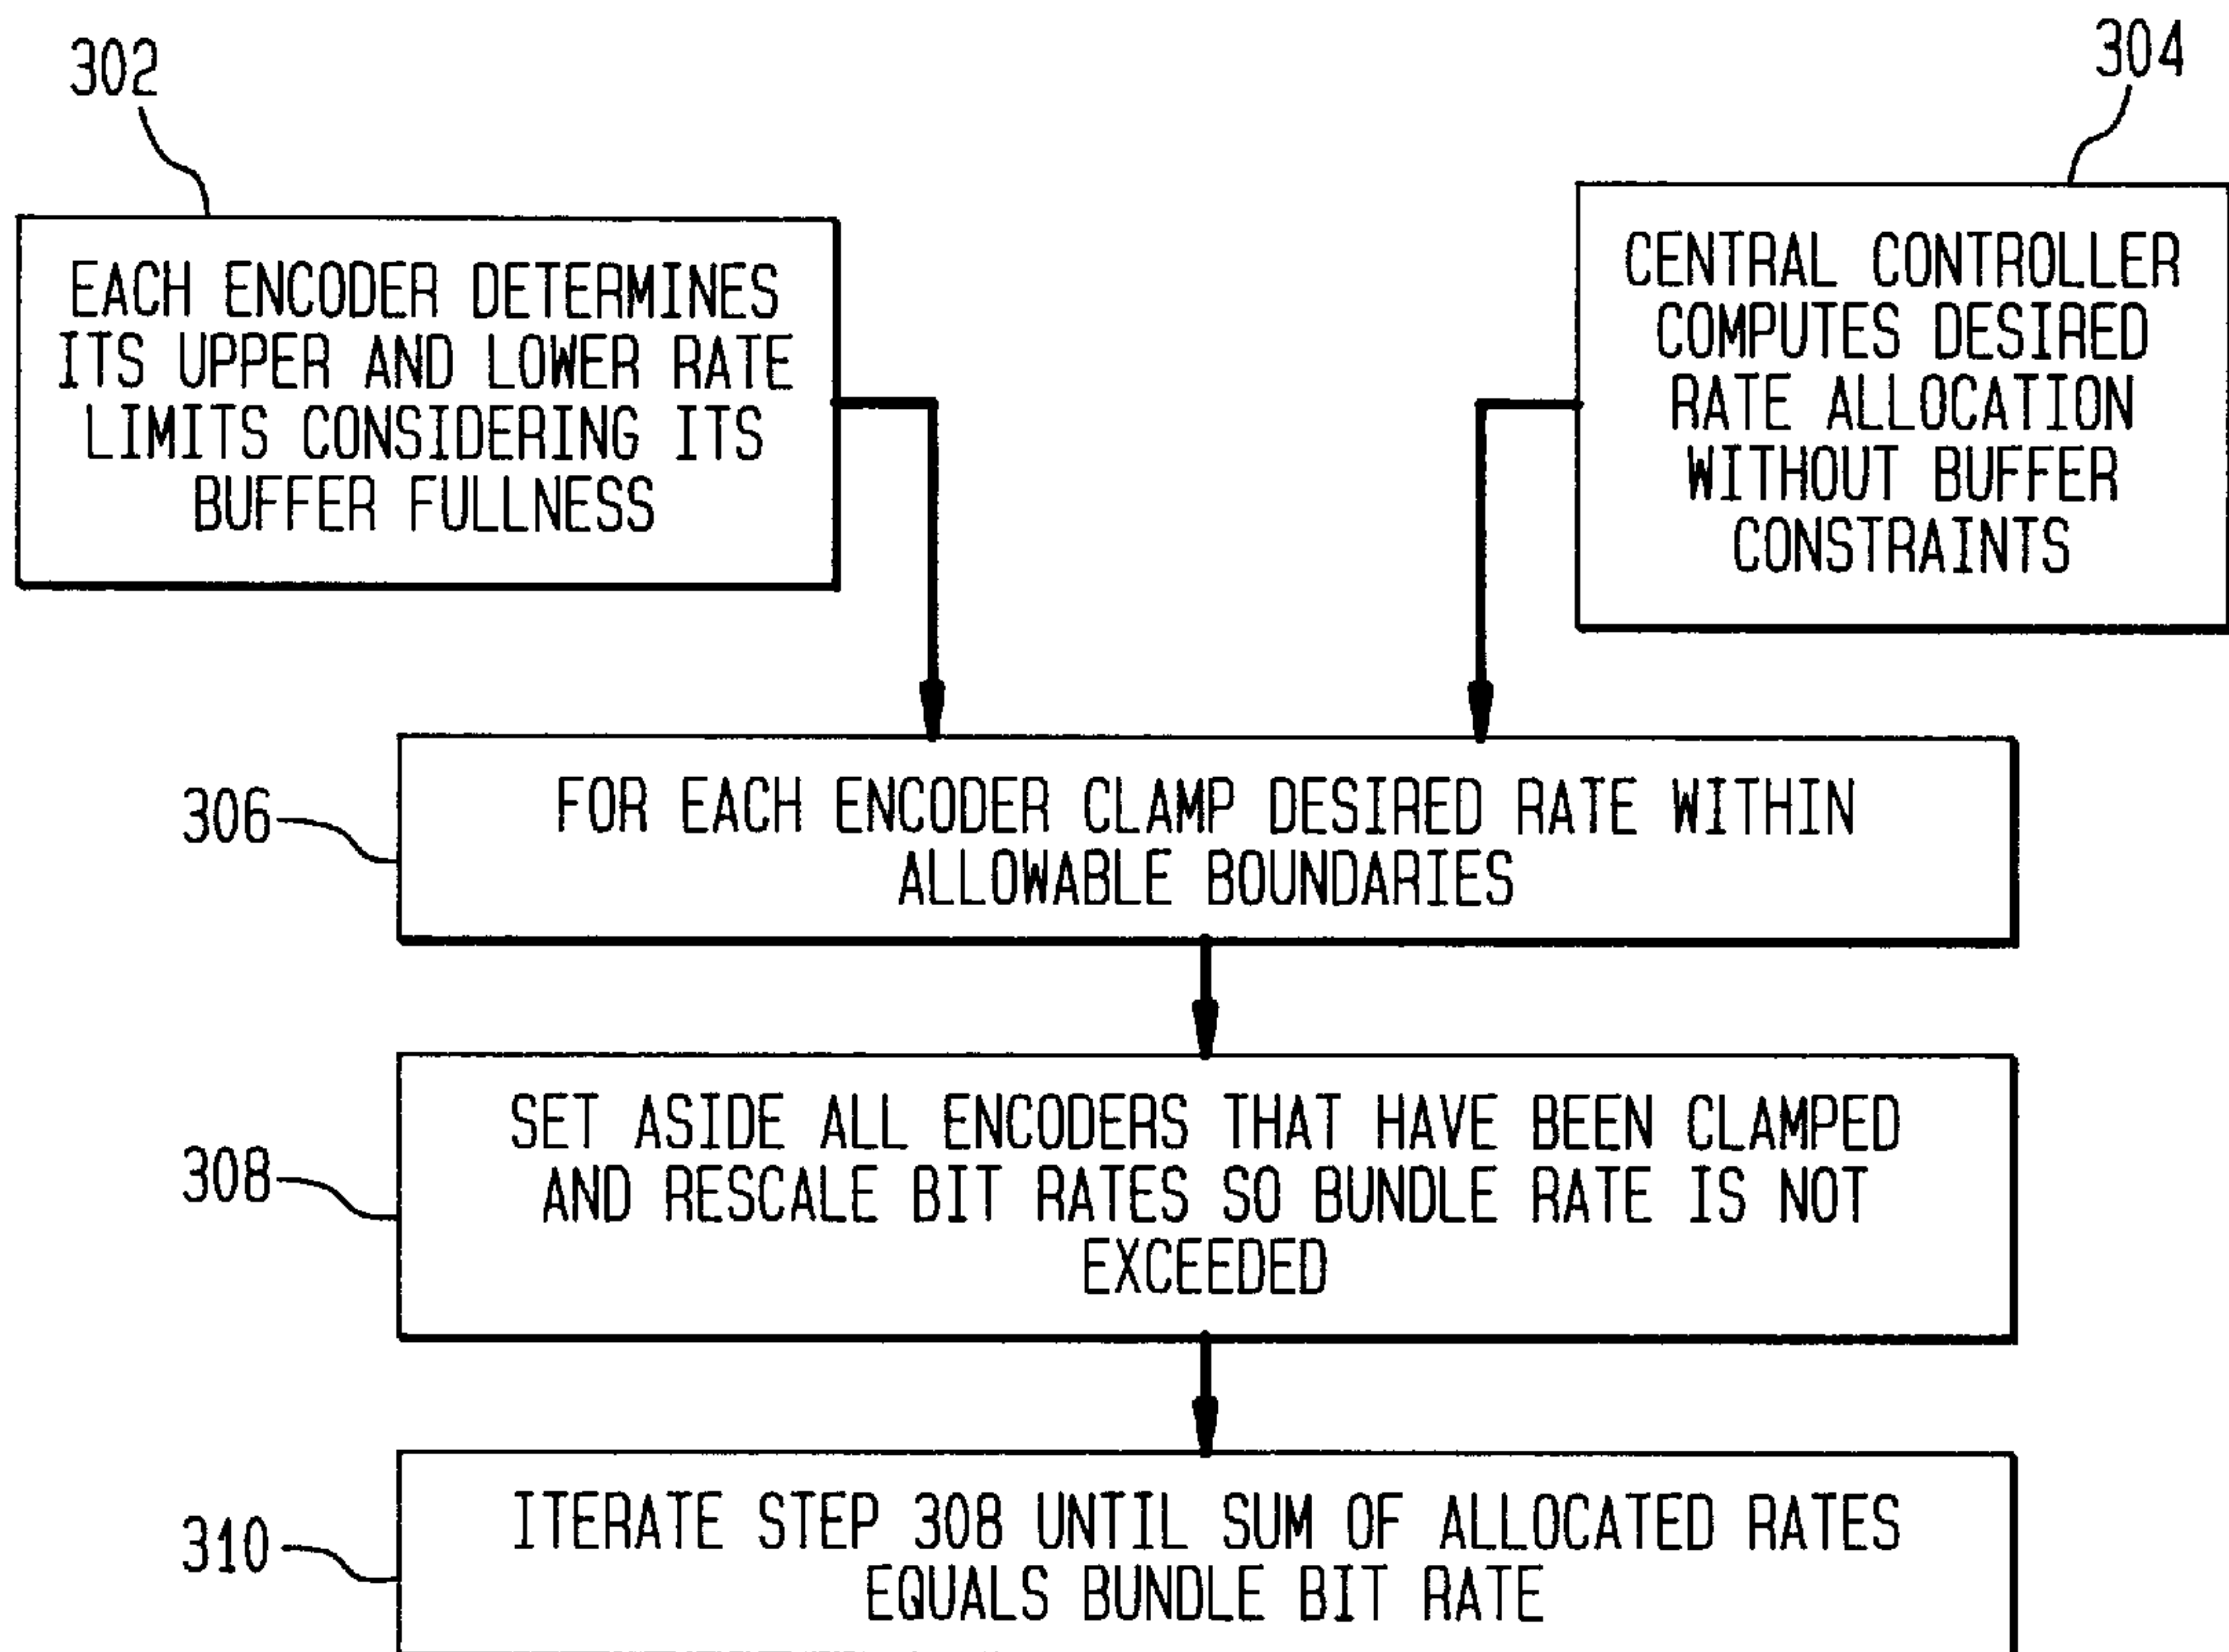 302
EACH ENCODER DETERMINES
ITS UPPER AND LOWER RATE
LIMITS CONSIDERING ITS
BUFFER FULLNESS
304
CENTRAL CONTROLLER
COMPUTES DESIRED
RATE ALLOCATION
WITHOUT BUFFER
CONSTRAINTS
306
FOR EACH ENCODER CLAMP DESIRED RATE WITHIN
ALLOWABLE BOUNDARIES
308
SET ASIDE ALL ENCODERS THAT HAVE BEEN CLAMPED
AND RESCALE BIT RATES SO BUNDLE RATE IS NOT
EXCEEDED
310
ITERATE STEP 308 UNTIL SUM OF ALLOCATED RATES
EQUALS BUNDLE BIT RATE